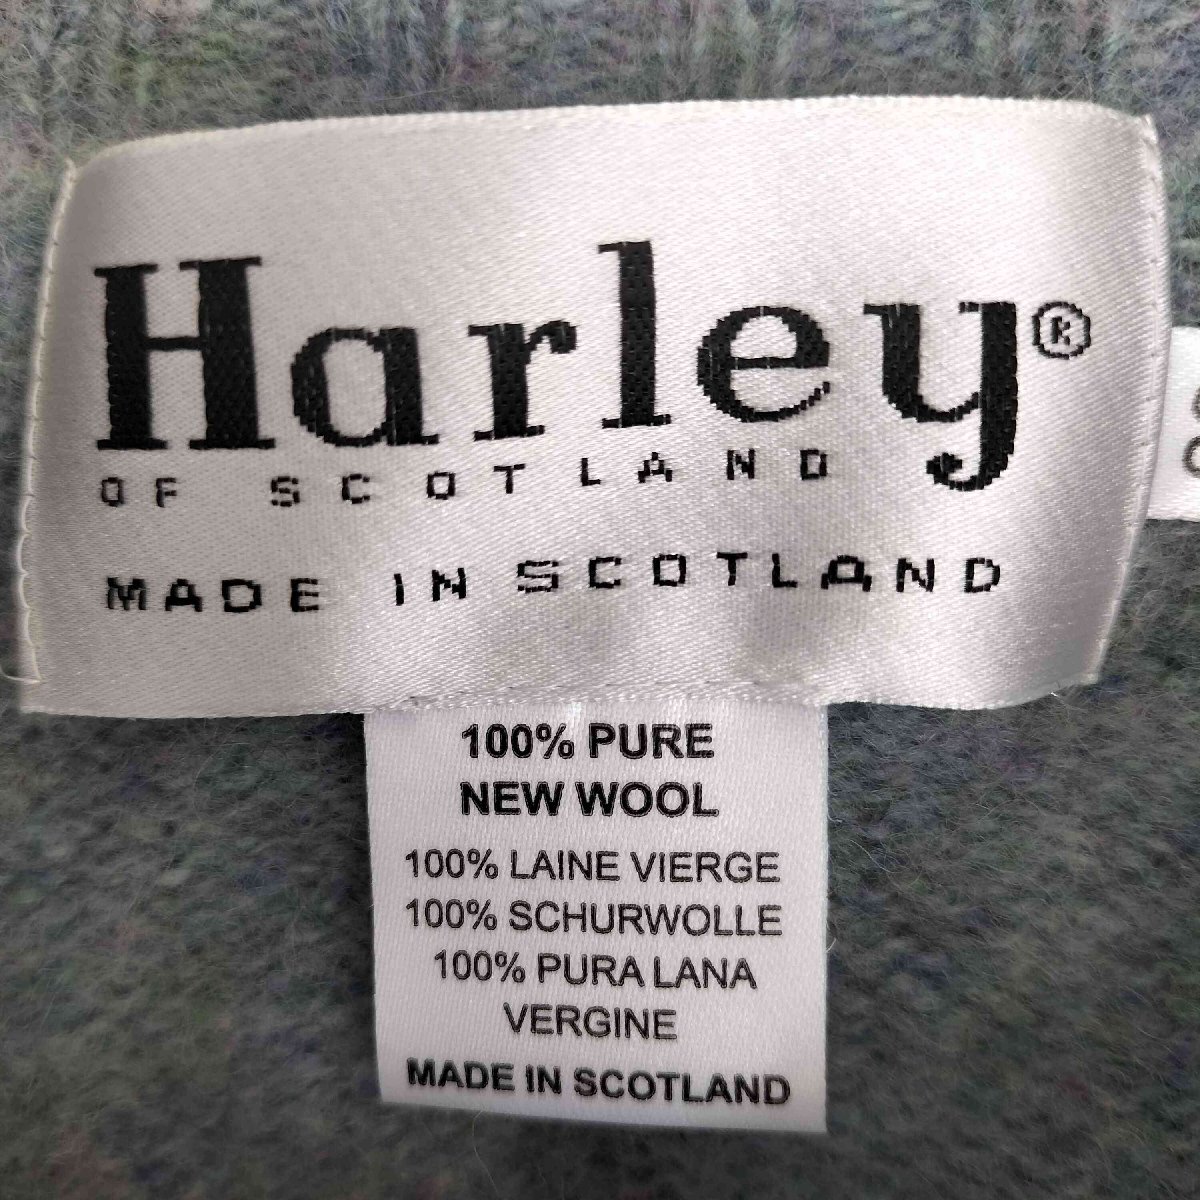 Harley®
OF SCOTLAND
MADE IN SCOTLAND
100% PURE
NEW WOOL
100% LAINE VIERGE
100% SCHURWOLLE
100% PURA LANA
VERGINE
MADE IN SCOTLAND